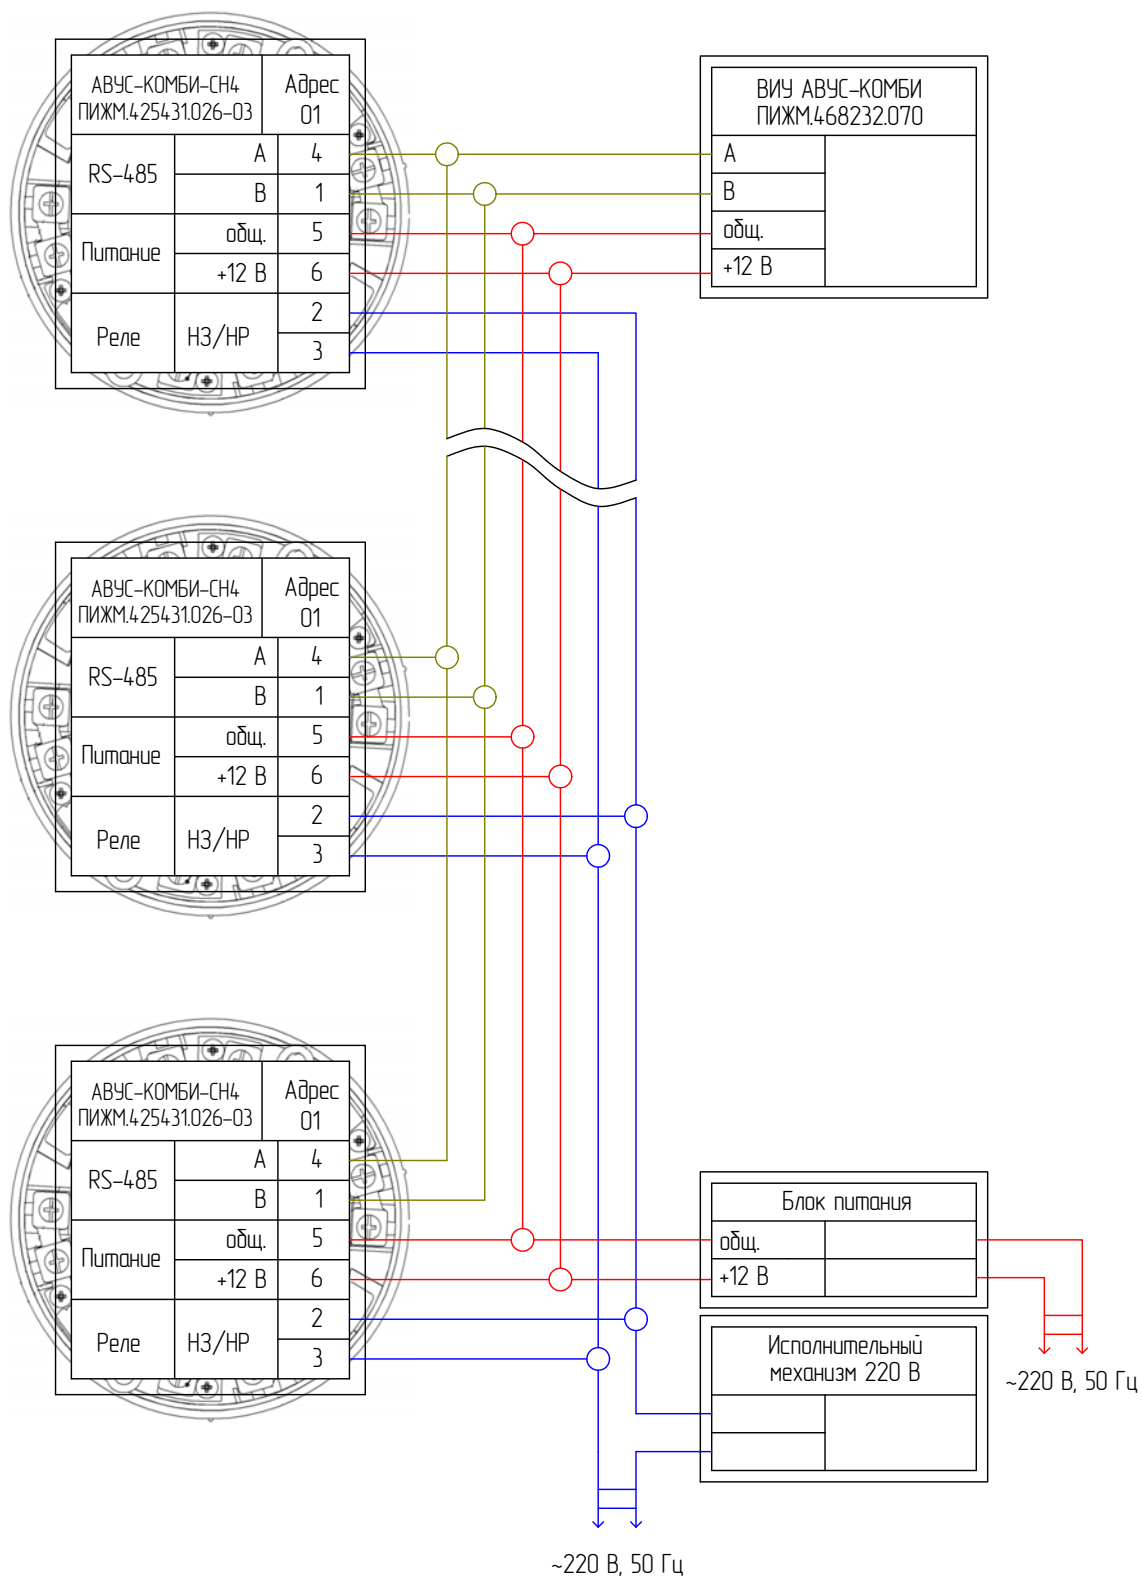 АВУС-КОМБИ-СН4
ПИЖМ.425431.026-03
Адрес
01
RS-485
А
4
В
1
Питание
общ.
5
+12 В
6
Реле
НЗ/НР
2
3
ВИУ АВУС-КОМБИ
ПИЖМ.468232.070
А
В
общ.
+12 В
АВУС-КОМБИ-СН4
ПИЖМ.425431.026-03
Адрес
01
RS-485
А
4
В
1
Питание
общ.
5
+12 В
6
Реле
НЗ/НР
2
3
АВУС-КОМБИ-СН4
ПИЖМ.425431.026-03
Адрес
01
RS-485
А
4
В
1
Питание
общ.
5
+12 В
6
Реле
НЗ/НР
2
3
Блок питания
общ.
+12 В
Исполнительный
механизм 220 В
~220 В, 50 Гц
~220 В, 50 Гц